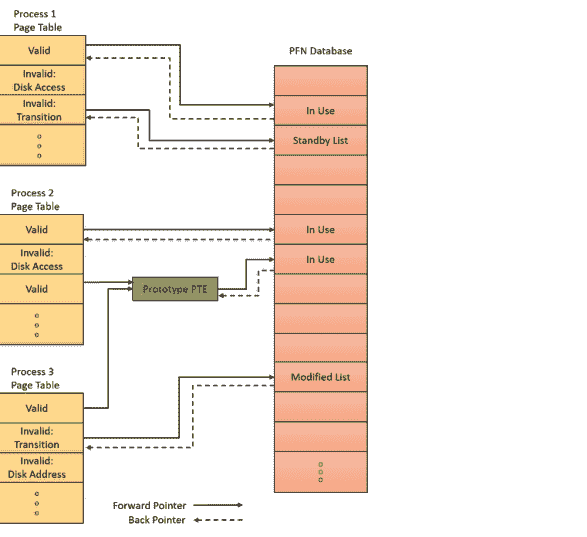 Process 1
Page Table
Valid
Invalid:
Disk Access
Invalid:
Transition
PFN Database
In Use
Standby List
Process 2
Page Table
Valid
Invalid:
Disk Access
Valid
In Use
In Use
Prototype PTE
Process 3
Page Table
Valid
Invalid:
Transition
Invalid:
Disk Address
Modified List
Forward Pointer
Back Pointer